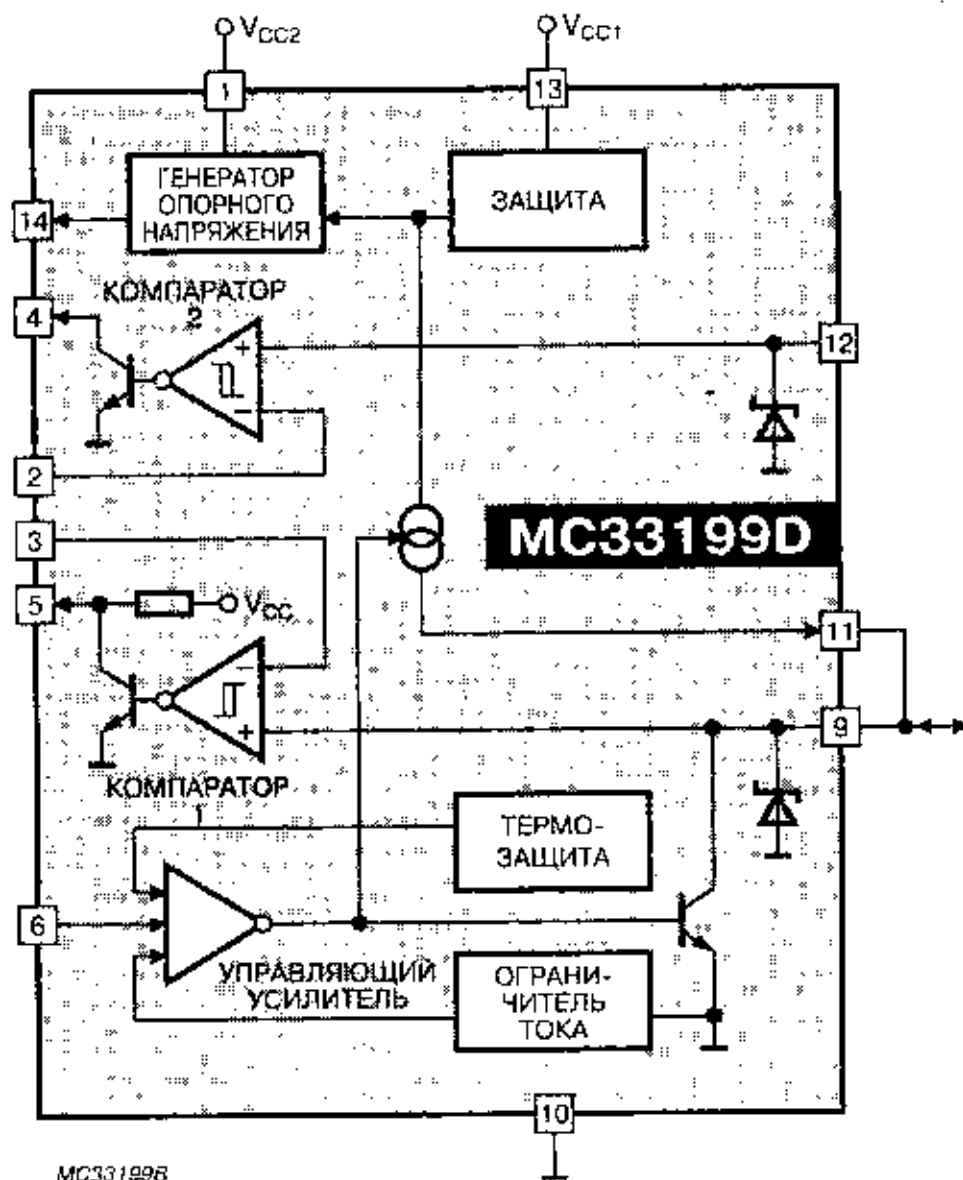 VCC2
VCC1
1
13
ГЕНЕРАТОР
ОПОРНОГО
НАПРЯЖЕНИЯ
ЗАЩИТА
14
КОМПАРАТОР
2
4
+
−
12
2
3
MC33199D
5
VCC
11
−
+
9
КОМПАРАТОР
1
ТЕРМО-
ЗАЩИТА
6
УПРАВЛЯЮЩИЙ
УСИЛИТЕЛЬ
ОГРАНИ-
ЧИТЕЛЬ
ТОКА
10
MC33199B